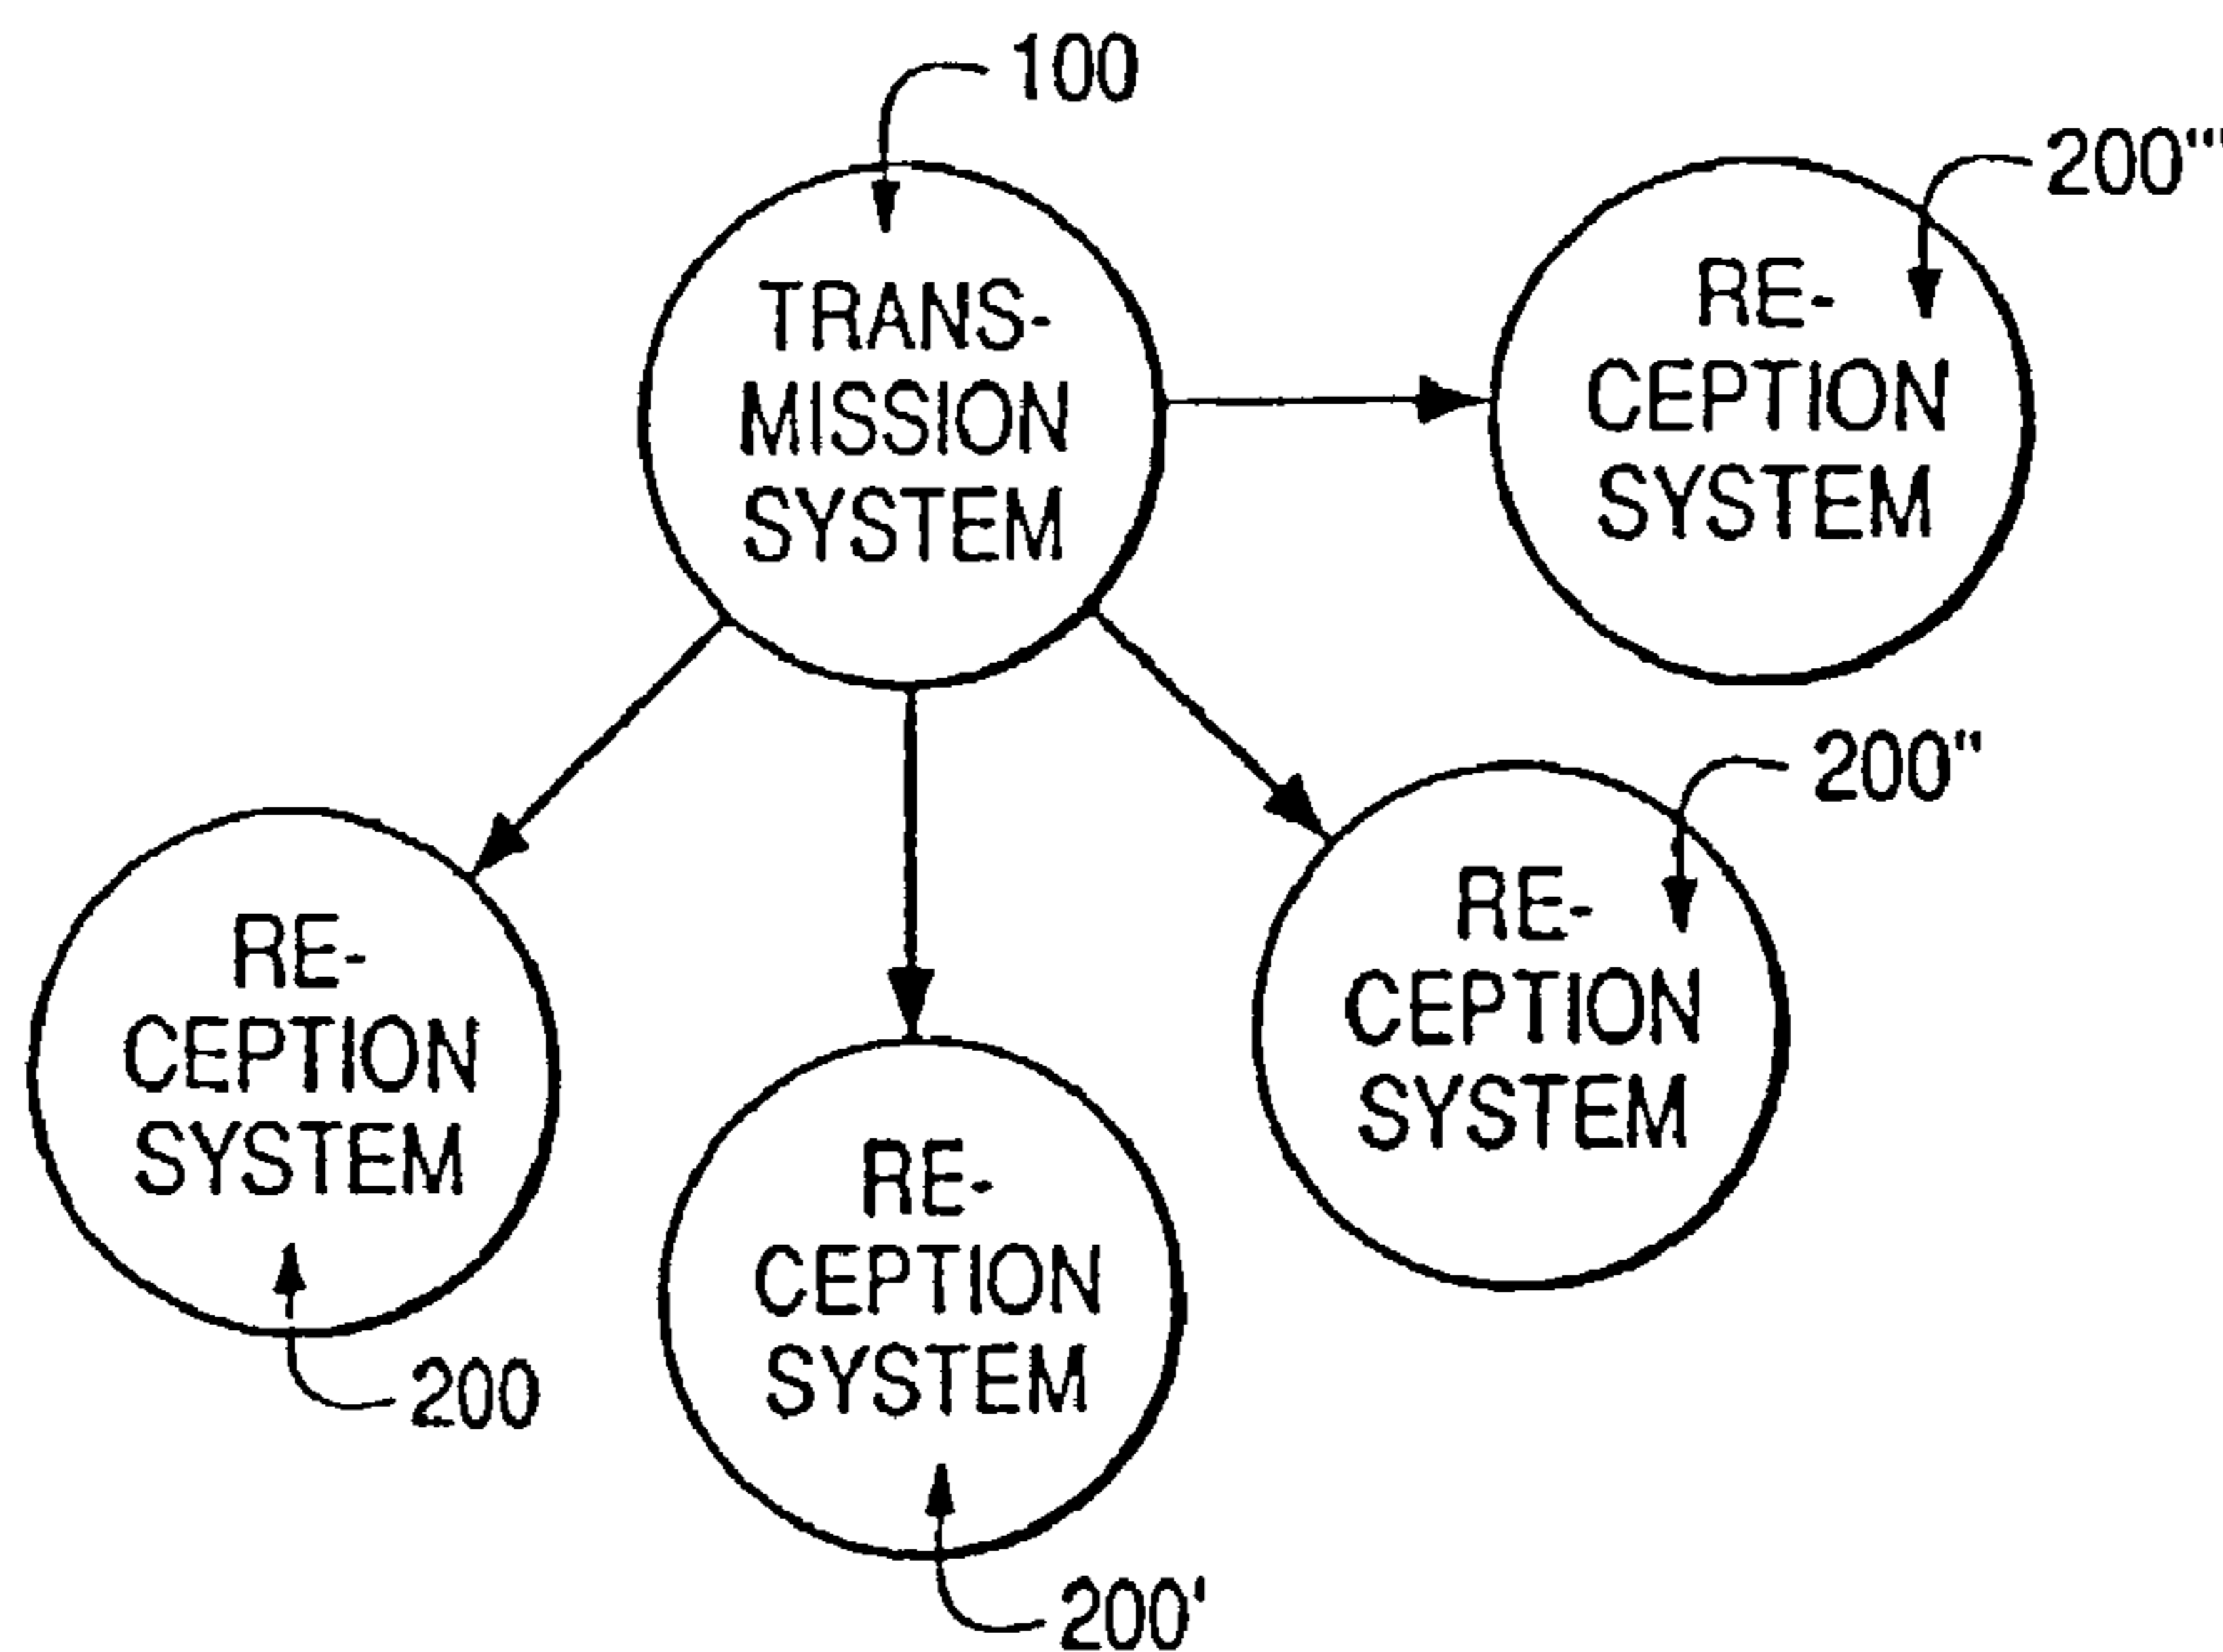 100
200'''
TRANS-
MISSION
SYSTEM
RE-
CEPTION
SYSTEM
200"
RE-
CEPTION
SYSTEM
RE-
CEPTION
SYSTEM
200
RE-
CEPTION
SYSTEM
200'